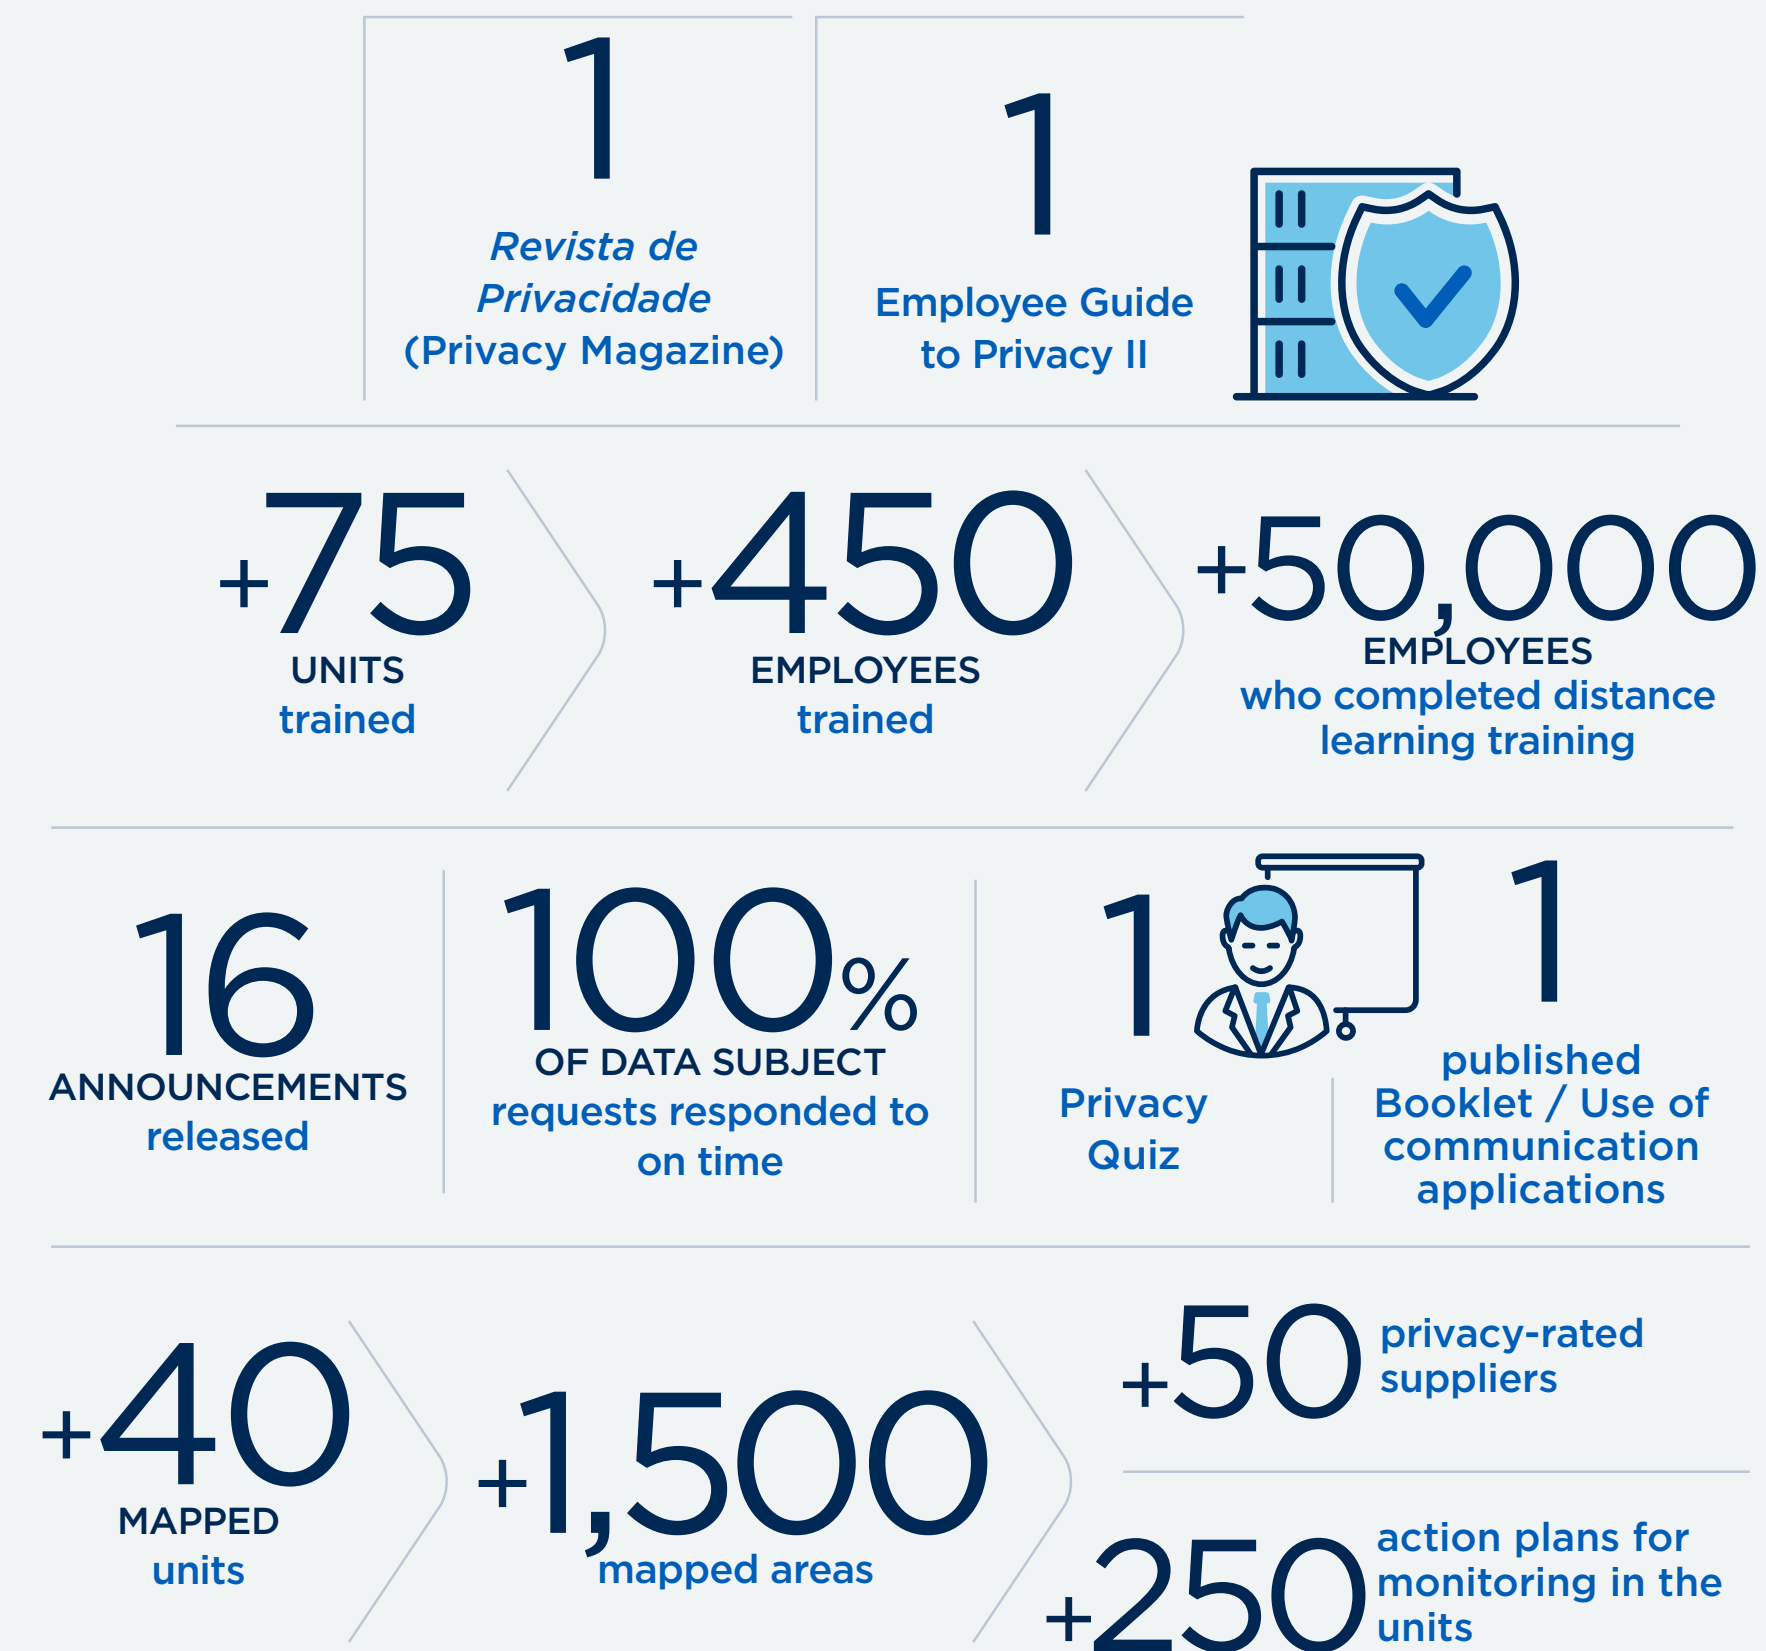 1
Revista de
Privacidade
(Privacy Magazine)
1
Employee Guide
to Privacy II
+75
UNITS
trained
+450
EMPLOYEES
trained
+50,000
EMPLOYEES
who completed distance
learning training
16
ANNOUNCEMENTS
released
100%
OF DATA SUBJECT
requests responded to
on time
1
Privacy
Quiz
1
published
Booklet / Use of
communication
applications
+40
MAPPED
units
+1,500
mapped areas
+50
privacy-rated
suppliers
+250
action plans for
monitoring in the
units